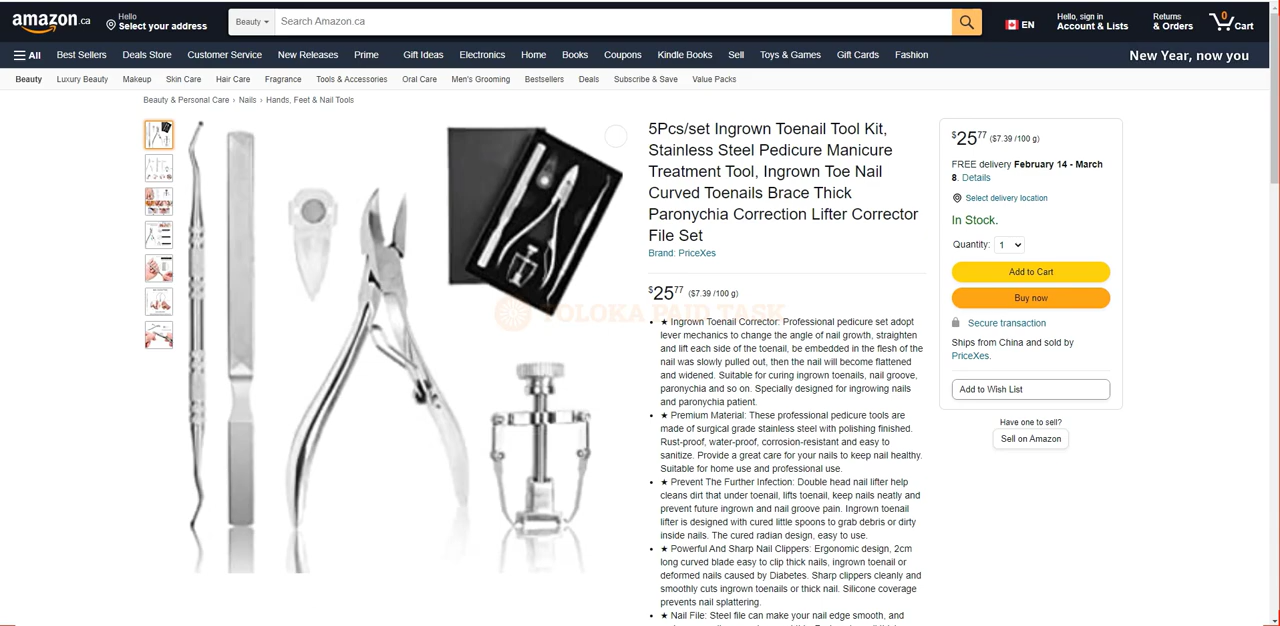 amazon.ca
Hello
Select your address
Beauty
Search Amazon.ca
EN
Hello, sign in
Account & Lists
Returns
& Orders
0
Cart
All Best Sellers Deals Store Customer Service New Releases Prime Gift Ideas Electronics Home Books Coupons Kindle Books Sell Toys & Games Gift Cards Fashion
New Year, now you
Beauty Luxury Beauty Makeup Skin Care Hair Care Fragrance Tools & Accessories Oral Care Men's Grooming Bestsellers Deals Subscribe & Save Value Packs
Beauty & Personal Care › Nails › Hands, Feet & Nail Tools
5Pcs/set Ingrown Toenail Tool Kit,
Stainless Steel Pedicure Manicure
Treatment Tool, Ingrown Toe Nail
Curved Toenails Brace Thick
Paronychia Correction Lifter Corrector
File Set
Brand: PriceXes
$2577 ($7.39 /100 g)
TOLOKA PAID TASK
• ★ Ingrown Toenail Corrector: Professional pedicure set adopt
lever mechanics to change the angle of nail growth, straighten
and lift each side of the toenail, be embedded in the flesh of the
nail was slowly pulled out, then the nail will become flattened
and widened. Suitable for curing ingrown toenails, nail groove,
paronychia and so on. Specially designed for ingrowing nails
and paronychia patient.
• ★ Premium Material: These professional pedicure tools are
made of surgical grade stainless steel with polishing finished.
Rust-proof, water-proof, corrosion-resistant and easy to
sanitize. Provide a great care for your nails to keep nail healthy.
Suitable for home use and professional use.
• ★ Prevent The Further Infection: Double head nail lifter help
cleans dirt that under toenail, lifts toenail, keep nails neatly and
prevent future ingrown and nail groove pain. Ingrown toenail
lifter is designed with cured little spoons to grab debris or dirty
inside nails. The cured radian design, easy to use.
• ★ Powerful And Sharp Nail Clippers: Ergonomic design, 2cm
long curved blade easy to clip thick nails, ingrown toenail or
deformed nails caused by Diabetes. Sharp clippers cleanly and
smoothly cuts ingrown toenails or thick nail. Silicone coverage
prevents nail splattering.
• ★ Nail File: Steel file can make your nail edge smooth, and
$2577 ($7.39 /100 g)
FREE delivery February 14 - March
8. Details
Select delivery location
In Stock.
Quantity: 1
Add to Cart
Buy now
Secure transaction
Ships from China and sold by
PriceXes.
Add to Wish List
Have one to sell?
Sell on Amazon